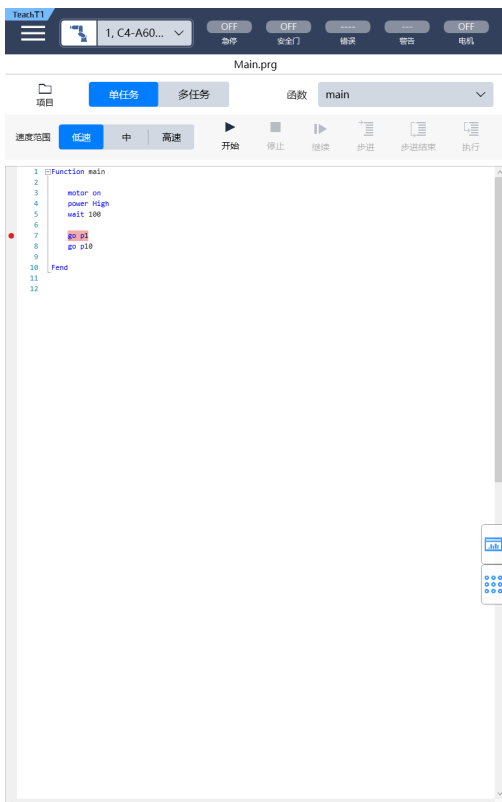 TeachT1
1, C4-A60...
OFF
急停
OFF
安全门
----
错误
---
警告
OFF
电机
Main.prg
项目
单任务
多任务
函数
main
速度范围
低速
中
高速
开始
停止
继续
步进
步进结束
执行
1 Function main
2
3 motor on
4 power High
5 wait 100
6
7 go p1
8 go p10
9
10 Fend
11
12